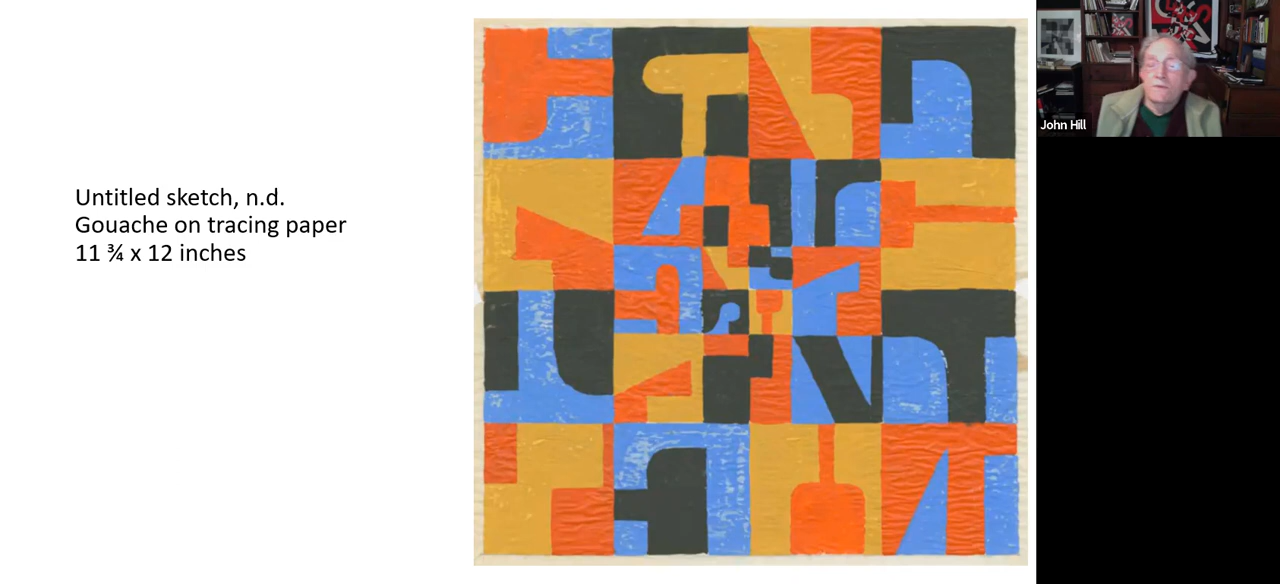 Untitled sketch, n.d.
Gouache on tracing paper
11 ¾ x 12 inches
John Hill